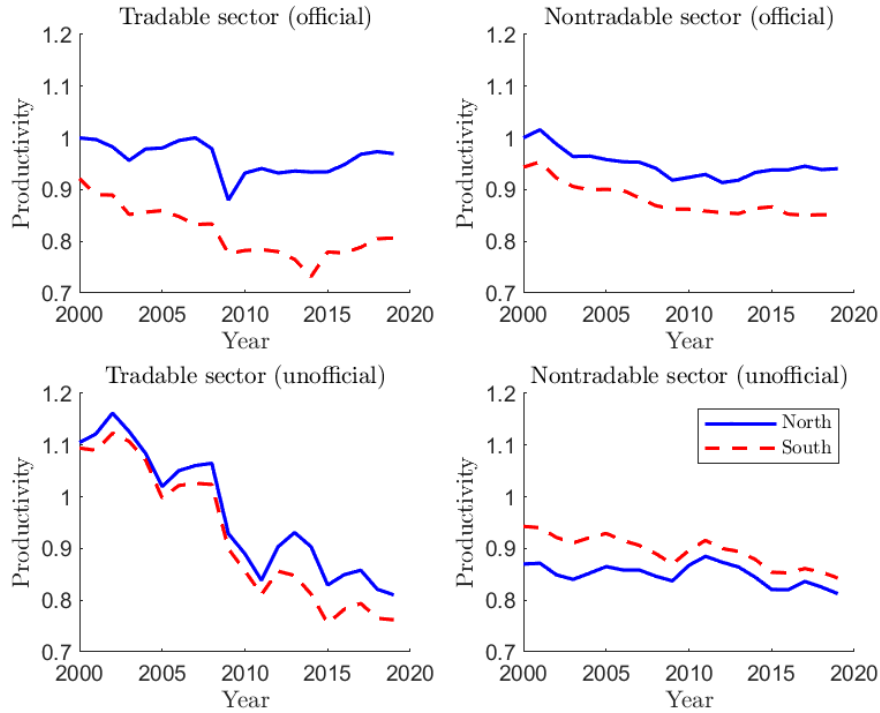 Tradable sector (official)
1.2
1.1
1
0.9
0.8
0.7
Productivity
2000 2005 2010 2015 2020
Year
Nontradable sector (official)
1.2
1.1
1
0.9
0.8
0.7
Productivity
2000 2005 2010 2015 2020
Year
Tradable sector (unofficial)
1.2
1.1
1
0.9
0.8
0.7
Productivity
2000 2005 2010 2015 2020
Year
Nontradable sector (unofficial)
1.2
1.1
1
0.9
0.8
0.7
Productivity
North
South
2000 2005 2010 2015 2020
Year